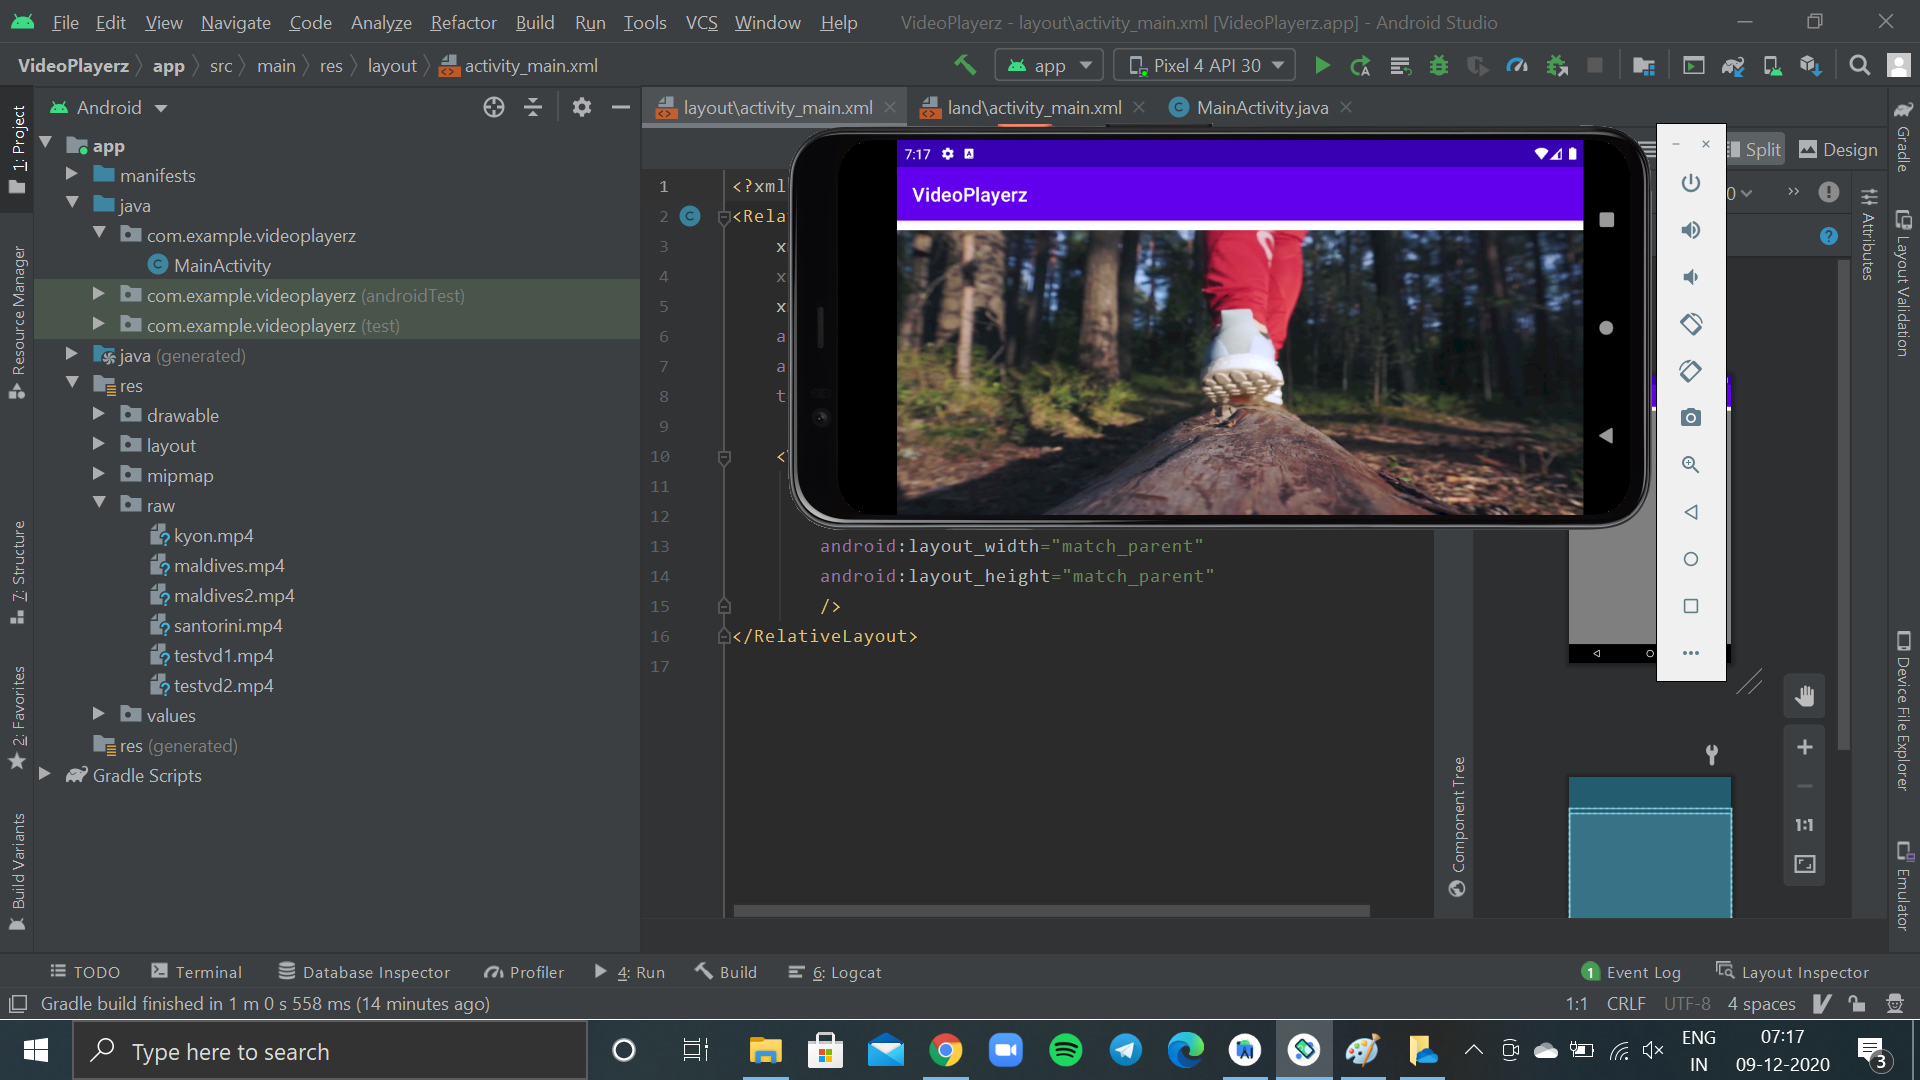 File Edit View Navigate Code Analyze Refactor Build Run Tools VCS Window Help VideoPlayerz - layout\activity_main.xml [VideoPlayerz.app] - Android Studio
VideoPlayerz app src main res layout activity_main.xml app Pixel 4 API 30
Android
layout\activity_main.xml land\activity_main.xml MainActivity.java
Split Design
1: Project
Resource Manager
7: Structure
2: Favorites
Build Variants
app
manifests
java
com.example.videoplayerz
MainActivity
com.example.videoplayerz (androidTest)
com.example.videoplayerz (test)
java (generated)
res
drawable
layout
mipmap
raw
kyon.mp4
maldives.mp4
maldives2.mp4
santorini.mp4
testvd1.mp4
testvd2.mp4
values
res (generated)
Gradle Scripts
7:17
VideoPlayerz
1 <?xml
2 <Rela
3 x
4 x
5 x
6 a
7 a
8 t
9
10 <
11
12
13 android:layout_width="match_parent"
14 android:layout_height="match_parent"
15 />
16 </RelativeLayout>
17
0
Component Tree
1:1
Gradle
Attributes
Layout Validation
Device File Explorer
Emulator
TODO Terminal Database Inspector Profiler 4: Run Build 6: Logcat 1 Event Log Layout Inspector
Gradle build finished in 1 m 0 s 558 ms (14 minutes ago) 1:1 CRLF UTF-8 4 spaces
Type here to search
ENG
IN
07:17
09-12-2020
3